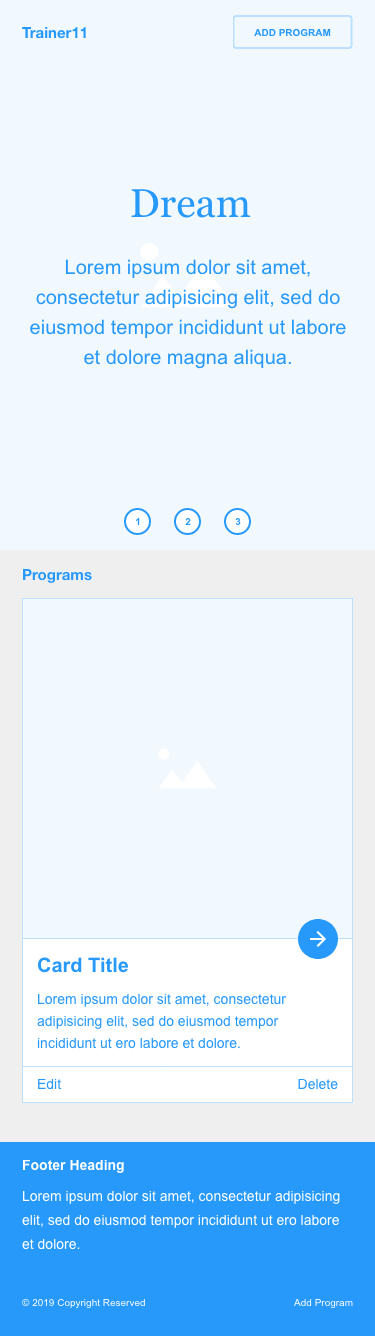 Trainer11
ADD PROGRAM
Dream
Lorem ipsum dolor sit amet,
consectetur adipisicing elit, sed do
eiusmod tempor incididunt ut labore
et dolore magna aliqua.
1 2 3
Programs
Card Title
Lorem ipsum dolor sit amet, consectetur
adipisicing elit, sed do eiusmod tempor
incididunt ut ero labore et dolore.
Edit Delete
Footer Heading
Lorem ipsum dolor sit amet, consectetur adipisicing
elit, sed do eiusmod tempor incididunt ut ero labore
et dolore.
© 2019 Copyright Reserved Add Program